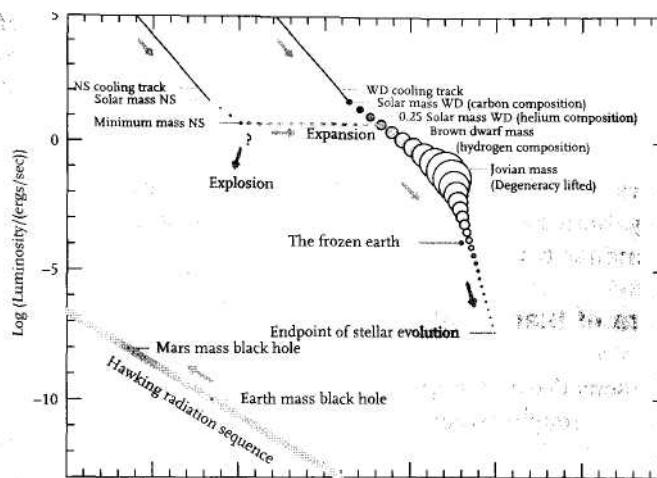 5
NS cooling track
Solar mass NS
Minimum mass NS
WD cooling track
Solar mass WD (carbon composition)
0.25 Solar mass WD (helium composition)
Brown dwarf mass
(hydrogen composition)
Expansion
?
Explosion
Jovian mass
(Degeneracy lifted)
0
Log (Luminosity/(ergs/sec))
The frozen earth
−5
Endpoint of stellar evolution
Mars mass black hole
Earth mass black hole
Hawking radiation sequence
−10